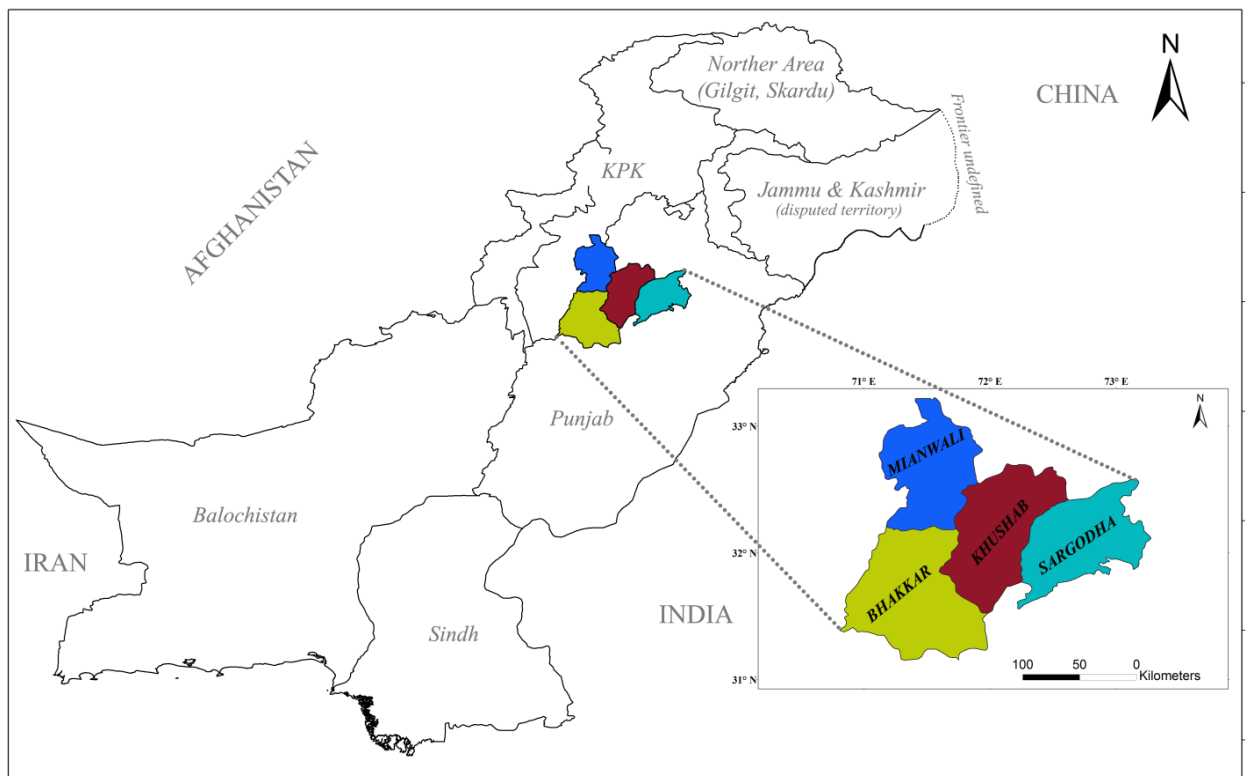 N
Norther Area
(Gilgit, Skardu)
CHINA
Frontier undefined
AFGHANISTAN
KPK
Jammu & Kashmir
(disputed territory)
Punjab
Balochistan
IRAN
INDIA
Sindh
71° E
72° E
73° E
N
33° N
32° N
31° N
MIANWALI
KHUSHAB
SARGODHA
BHAKKAR
100 50 0
Kilometers